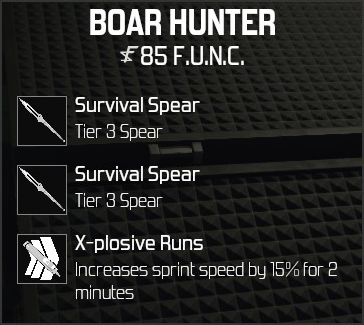 BOAR HUNTER
85 F.U.N.C.
Survival Spear
Tier 3 Spear
Survival Spear
Tier 3 Spear
X-plosive Runs
Increases sprint speed by 15% for 2
minutes